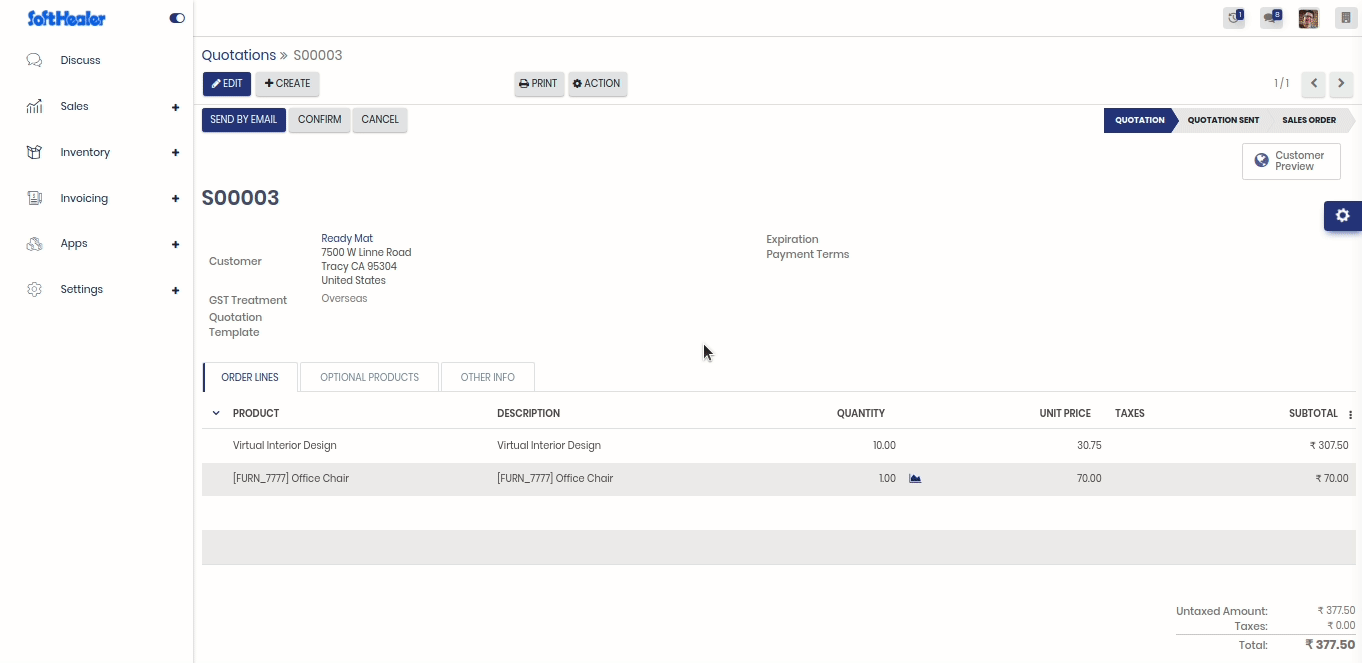 SoftHealer
1
8
Discuss
Sales +
Inventory +
Invoicing +
Apps +
Settings +
Quotations » S00003
EDIT + CREATE PRINT ACTION 1 / 1
SEND BY EMAIL CONFIRM CANCEL QUOTATION QUOTATION SENT SALES ORDER
Customer
Preview
S00003
Customer
Ready Mat
7500 W Linne Road
Tracy CA 95304
United States
Expiration
Payment Terms
GST Treatment Overseas
Quotation
Template
ORDER LINES OPTIONAL PRODUCTS OTHER INFO
PRODUCT DESCRIPTION QUANTITY UNIT PRICE TAXES SUBTOTAL
Virtual Interior Design Virtual Interior Design 10.00 30.75 ₹ 307.50
[FURN_7777] Office Chair [FURN_7777] Office Chair 1.00 70.00 ₹ 70.00
Untaxed Amount: ₹ 377.50
Taxes: ₹ 0.00
Total: ₹ 377.50